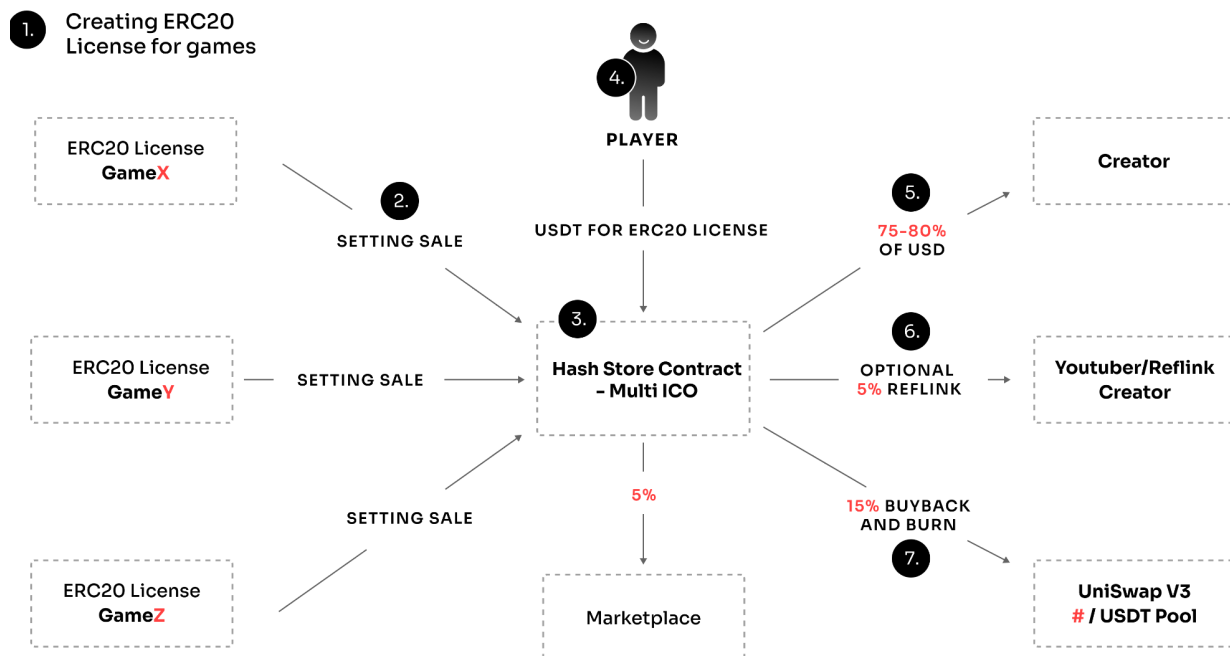 1.
Creating ERC20
License for games
4.
PLAYER
ERC20 License
GameX
2.
SETTING SALE
USDT FOR ERC20 LICENSE
5.
75-80%
OF USD
Creator
3.
Hash Store Contract
– Multi ICO
ERC20 License
GameY
SETTING SALE
6.
OPTIONAL
5% REFLINK
Youtuber/Reflink
Creator
SETTING SALE
5%
15% BUYBACK
AND BURN
7.
ERC20 License
GameZ
Marketplace
UniSwap V3
# / USDT Pool